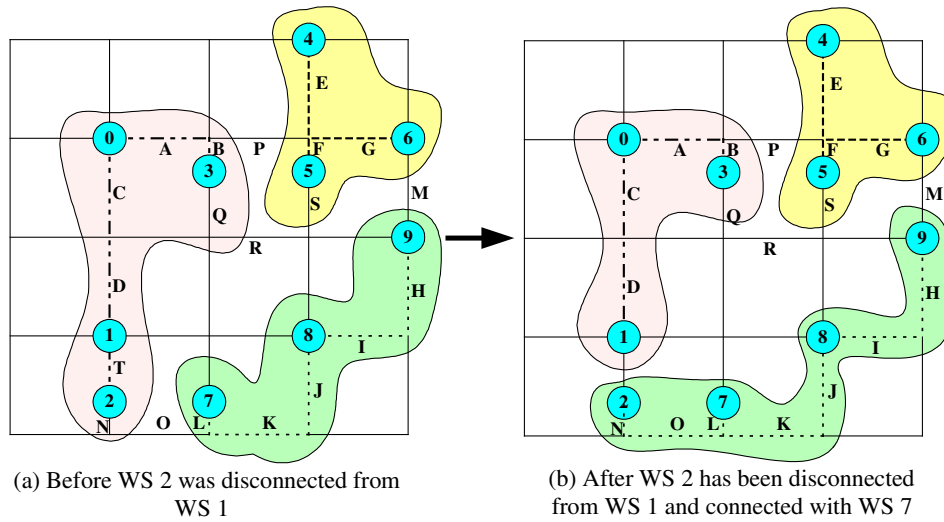 4 4
E E
0 6 0 6
A B P F G A B P F G
3 5 3 5
C Q S M C Q S M
R 9 R 9
D H D H
1 8 1 8
T I I
2 7 J 2 7 J
N O L K N O L K
(a) Before WS 2 was disconnected from
WS 1
(b) After WS 2 has been disconnected
from WS 1 and connected with WS 7